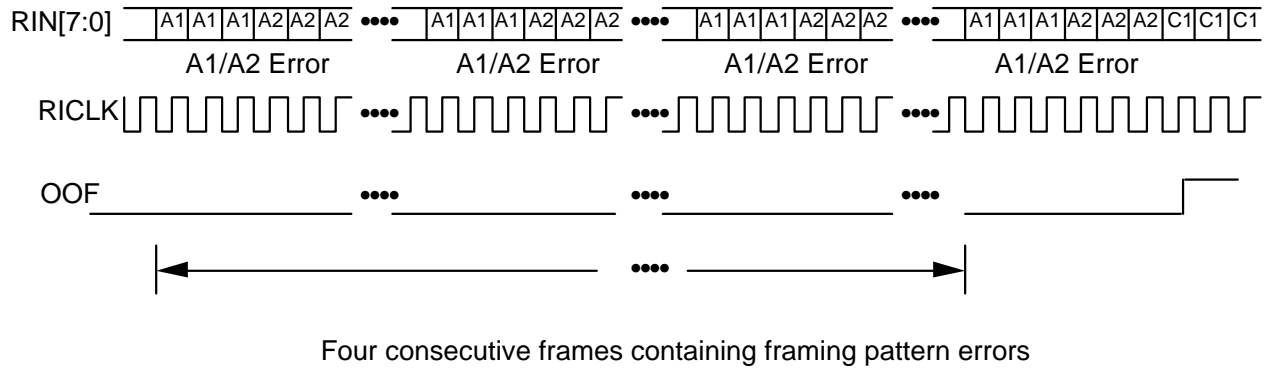 RIN[7:0] A1 A1 A1 A2 A2 A2 •••• A1 A1 A1 A2 A2 A2 •••• A1 A1 A1 A2 A2 A2 •••• A1 A1 A1 A2 A2 A2 C1 C1 C1
A1/A2 Error A1/A2 Error A1/A2 Error A1/A2 Error
RICLK •••• •••• ••••
OOF •••• •••• ••••
••••
Four consecutive frames containing framing pattern errors